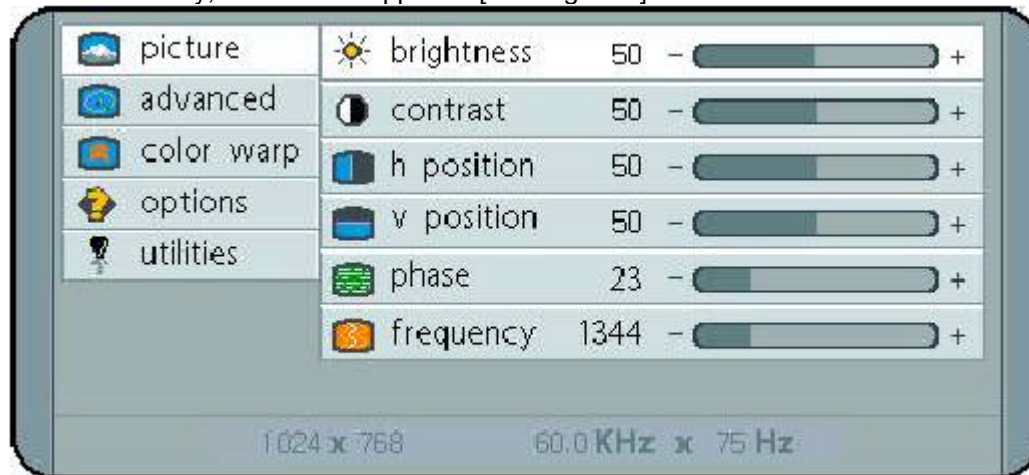 picture
advanced
color warp
options
utilities
brightness 50 - +
contrast 50 - +
h position 50 - +
v position 50 - +
phase 23 - +
frequency 1344 - +
1024 x 768 60.0 KHz x 75 Hz